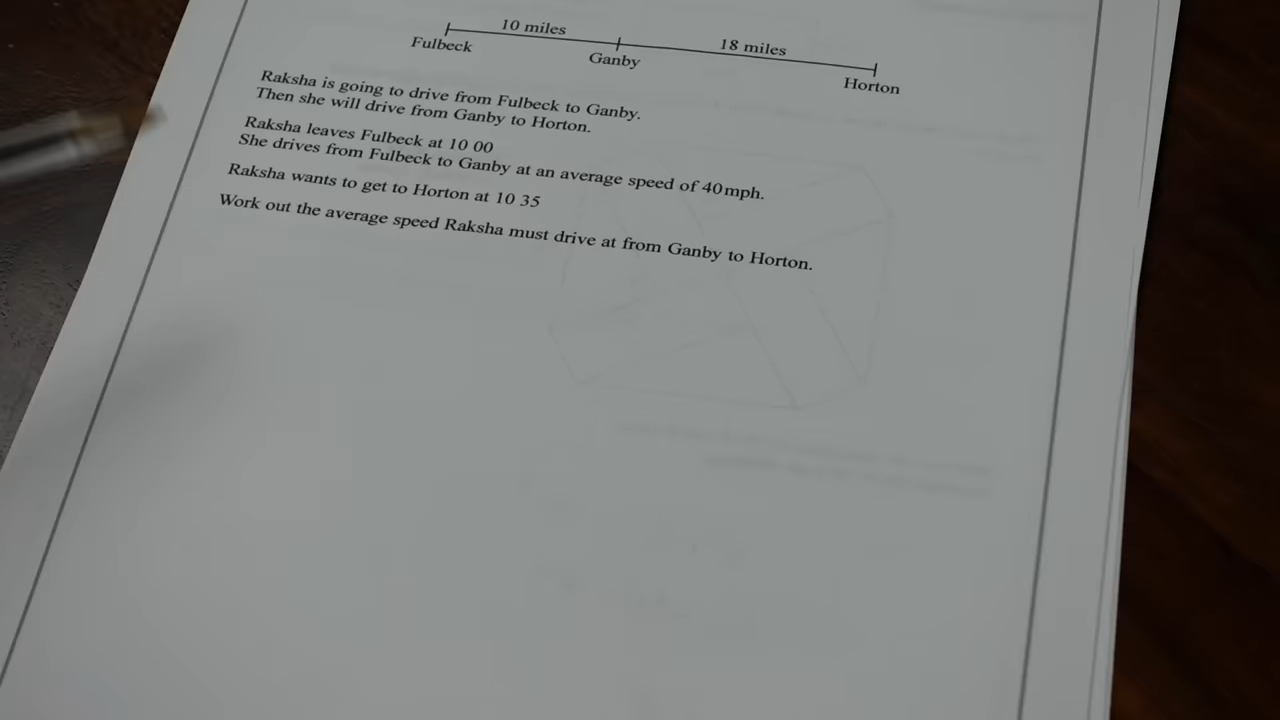 10 miles
18 miles
Fulbeck
Ganby
Horton
Raksha is going to drive from Fulbeck to Ganby.
Then she will drive from Ganby to Horton.
Raksha leaves Fulbeck at 10 00
She drives from Fulbeck to Ganby at an average speed of 40 mph.
Raksha wants to get to Horton at 10 35
Work out the average speed Raksha must drive at from Ganby to Horton.